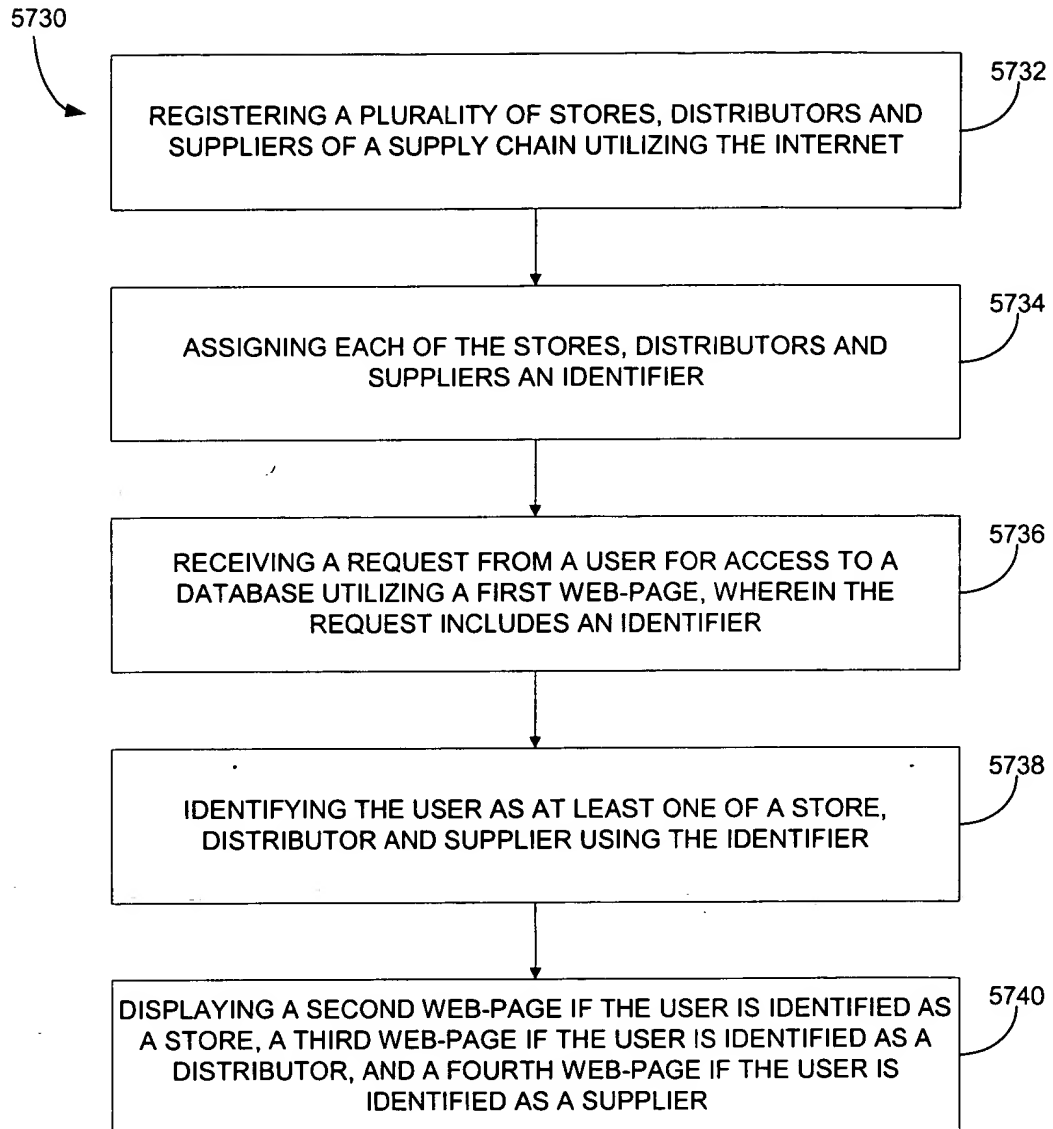 5730
5732
REGISTERING A PLURALITY OF STORES, DISTRIBUTORS AND
SUPPLIERS OF A SUPPLY CHAIN UTILIZING THE INTERNET
5734
ASSIGNING EACH OF THE STORES, DISTRIBUTORS AND
SUPPLIERS AN IDENTIFIER
5736
RECEIVING A REQUEST FROM A USER FOR ACCESS TO A
DATABASE UTILIZING A FIRST WEB-PAGE, WHEREIN THE
REQUEST INCLUDES AN IDENTIFIER
5738
IDENTIFYING THE USER AS AT LEAST ONE OF A STORE,
DISTRIBUTOR AND SUPPLIER USING THE IDENTIFIER
5740
DISPLAYING A SECOND WEB-PAGE IF THE USER IS IDENTIFIED AS
A STORE, A THIRD WEB-PAGE IF THE USER IS IDENTIFIED AS A
DISTRIBUTOR, AND A FOURTH WEB-PAGE IF THE USER IS
IDENTIFIED AS A SUPPLIER